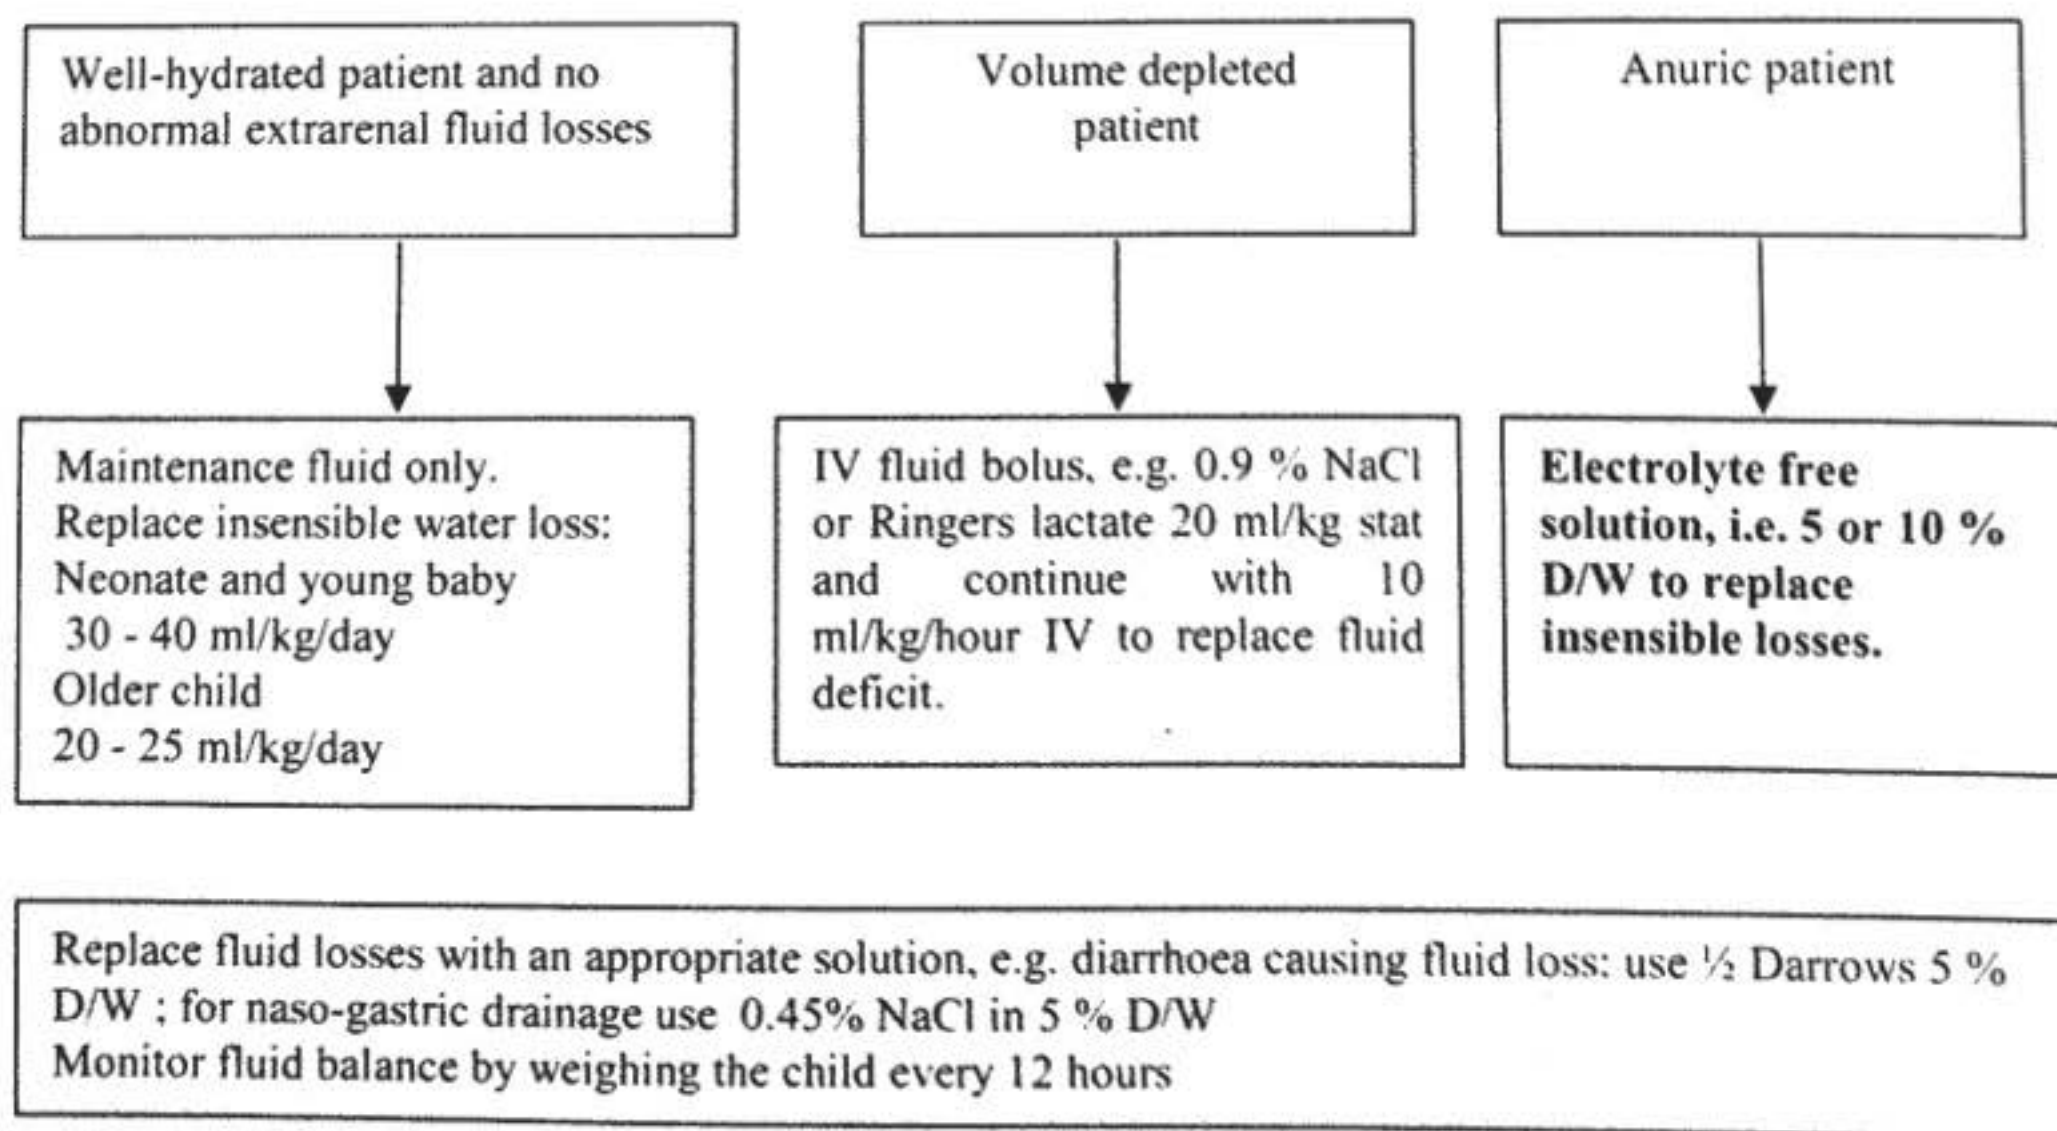 Well-hydrated patient and no
abnormal extrarenal fluid losses
Volume depleted
patient
Anuric patient
Maintenance fluid only.
Replace insensible water loss:
Neonate and young baby
30 - 40 ml/kg/day
Older child
20 - 25 ml/kg/day
IV fluid bolus, e.g. 0.9 % NaCl
or Ringers lactate 20 ml/kg stat
and continue with 10
ml/kg/hour IV to replace fluid
deficit.
Electrolyte free
solution, i.e. 5 or 10 %
D/W to replace
insensible losses.
Replace fluid losses with an appropriate solution, e.g. diarrhoea causing fluid loss: use ½ Darrows 5 %
D/W ; for naso-gastric drainage use 0.45% NaCl in 5 % D/W
Monitor fluid balance by weighing the child every 12 hours